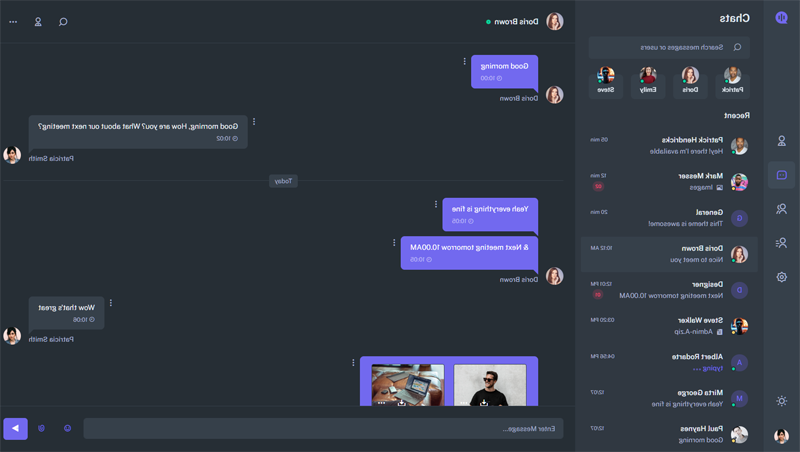 Chats
Search messages or users
Patrick
Doris
Emily
Steve
Recent
Patrick Hendricks
05 min
Hey! there I'm available
Mark Messer
12 min
Images
02
General
20 min
G
This theme is awesome!
Doris Brown
10:12 AM
Nice to meet you
Designer
12:01 PM
D
Next meeting tomorrow 10.00AM
01
Steve Walker
03:20 PM
Admin-A.zip
Albert Rodarte
04:56 PM
A
typing...
Mirta George
12/07
M
Yeah everything is fine
Paul Haynes
12/07
Good morning
Doris Brown
Good morning
10:00
Doris Brown
Good morning, How are you? What about our next meeting?
10:02
Patricia Smith
Today
Yeah everything is fine
10:05
& Next meeting tomorrow 10.00AM
10:05
Doris Brown
Wow that's great
10:06
Patricia Smith
Enter Message...